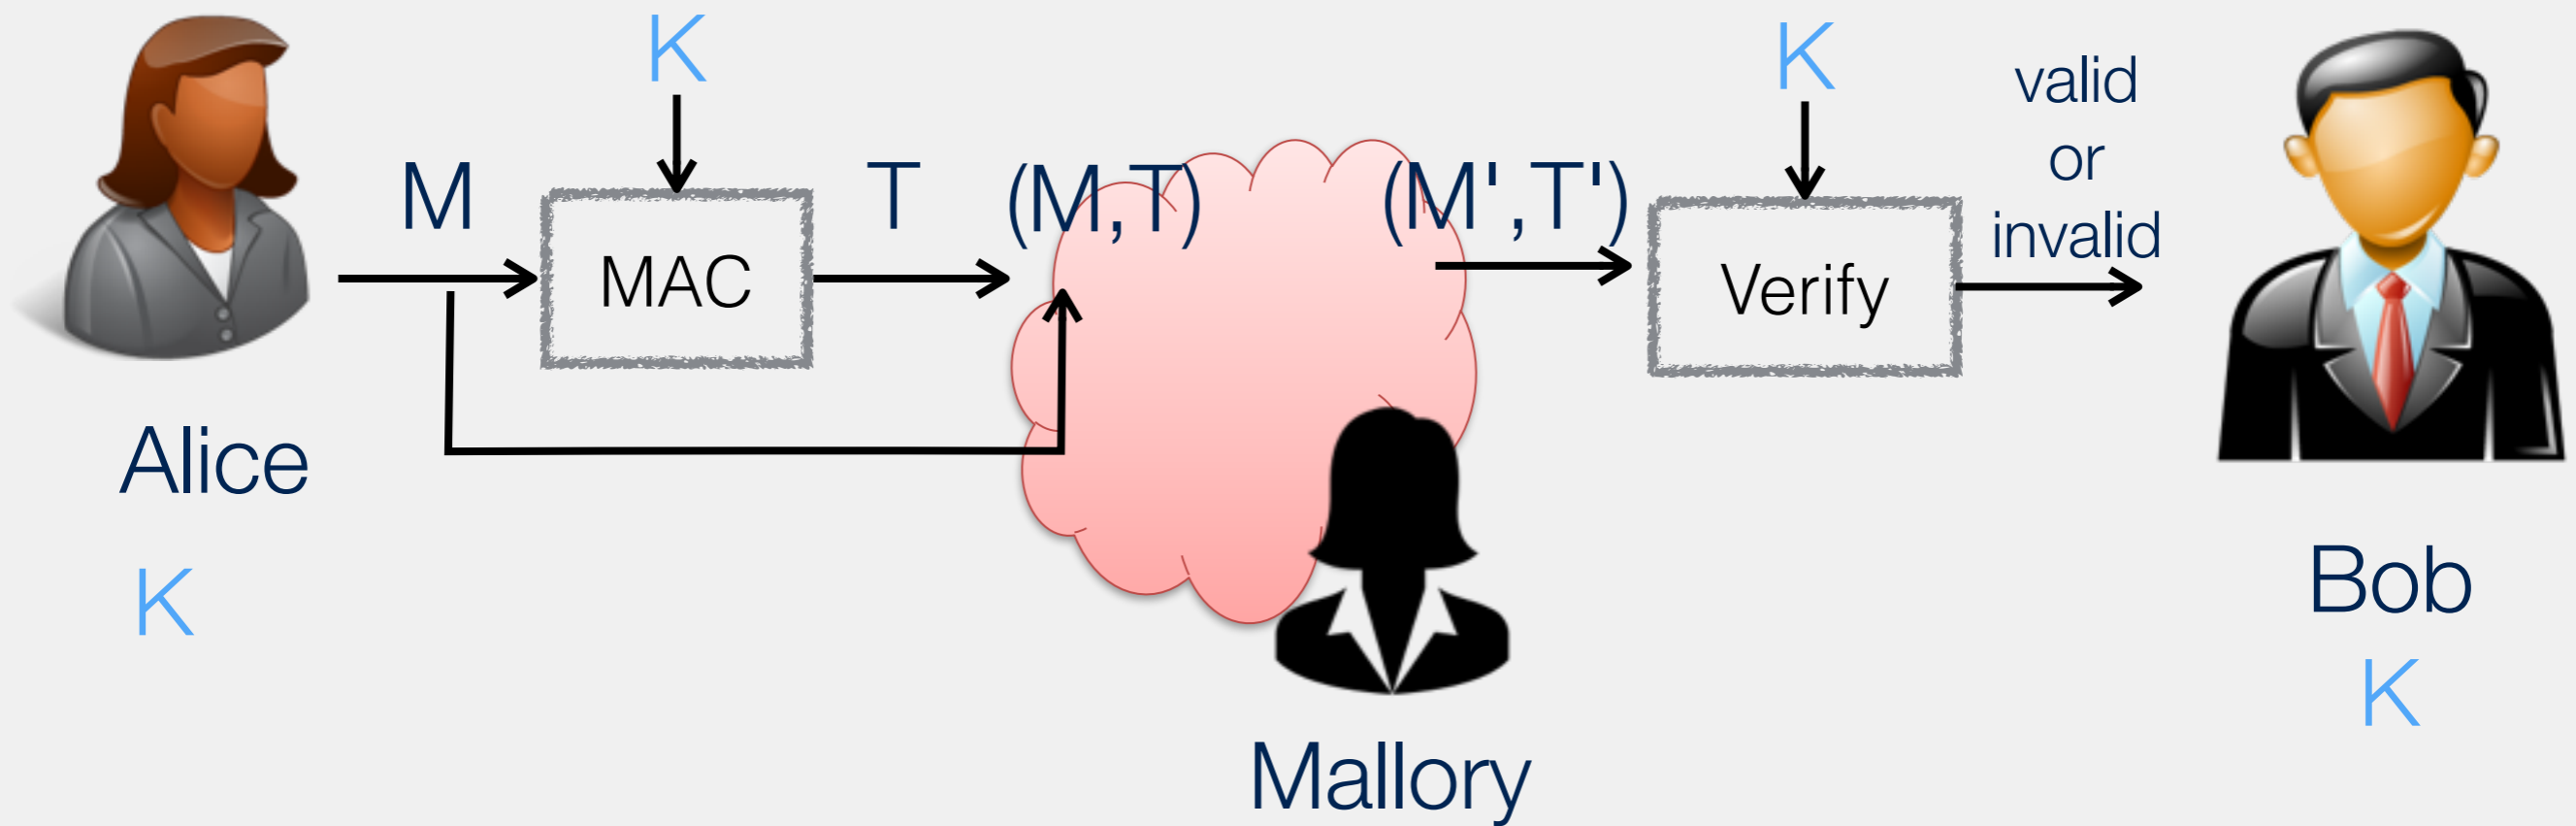 K
K
valid
or
invalid
M
T
(M,T)
(M',T')
MAC
Verify
Alice
K
Bob
K
Mallory